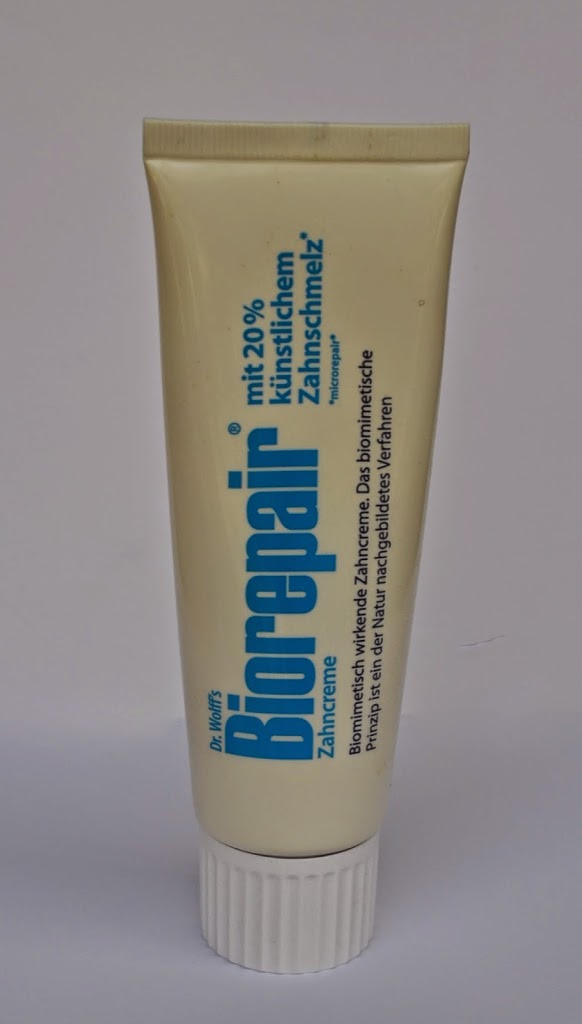 Dr. Wolff's
Biorepair®
Zahncreme
mit 20%
künstlichem
Zahnschmelz*
*microrepair*
Biomimetisch wirkende Zahncreme. Das biomimetische
Prinzip ist ein der Natur nachgebildetes Verfahren